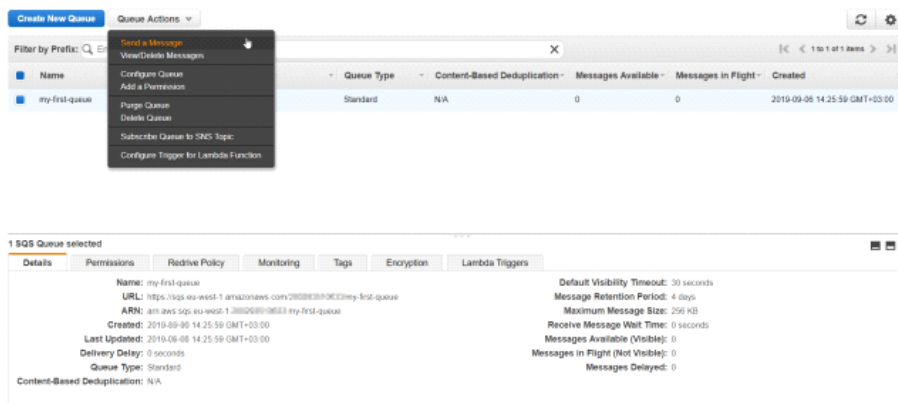 Create New Queue Queue Actions
Filter by Prefix: En 1 to 1 of 1 items
Send a Message
View/Delete Messages
Configure Queue
Add a Permission
Purge Queue
Delete Queue
Subscribe Queue to SNS Topic
Configure Trigger for Lambda Function
Name Queue Type Content-Based Deduplication Messages Available Messages in Flight Created
my-first-queue Standard N/A 0 0 2019-09-06 14:25:59 GMT+03:00
1 SQS Queue selected
Details Permissions Redrive Policy Monitoring Tags Encryption Lambda Triggers
Name: my-first-queue
URL: https://sqs.eu-west-1.amazonaws.com/ /my-first-queue
ARN: arn:aws:sqs:eu-west-1: my-first-queue
Created: 2019-09-06 14:25:59 GMT+03:00
Last Updated: 2019-09-06 14:25:59 GMT+03:00
Delivery Delay: 0 seconds
Queue Type: Standard
Content-Based Deduplication: N/A
Default Visibility Timeout: 30 seconds
Message Retention Period: 4 days
Maximum Message Size: 256 KB
Receive Message Wait Time: 0 seconds
Messages Available (Visible): 0
Messages in Flight (Not Visible): 0
Messages Delayed: 0